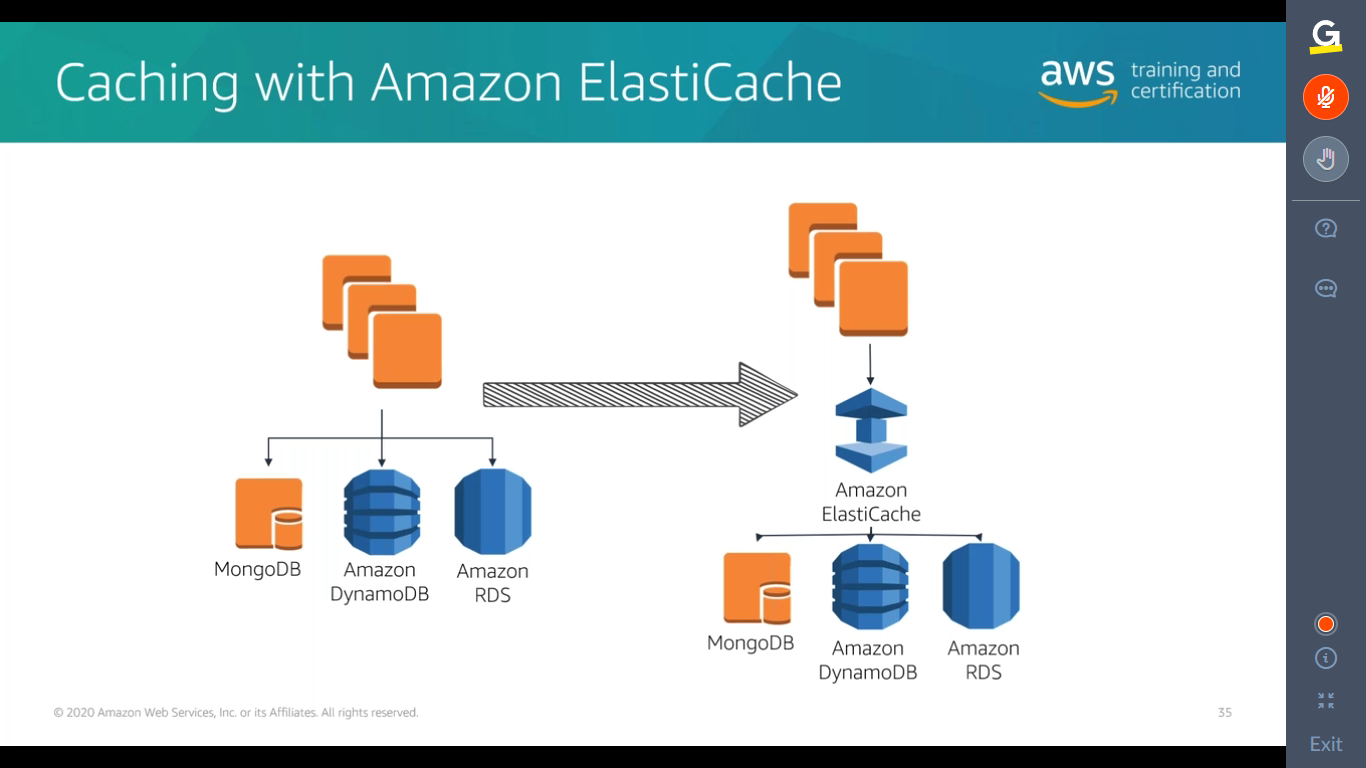 Caching with Amazon ElastiCache
aws training and
certification
G
MongoDB
Amazon
DynamoDB
Amazon
RDS
Amazon
ElastiCache
MongoDB
Amazon
DynamoDB
Amazon
RDS
© 2020 Amazon Web Services, Inc. or its Affiliates. All rights reserved.
35
Exit